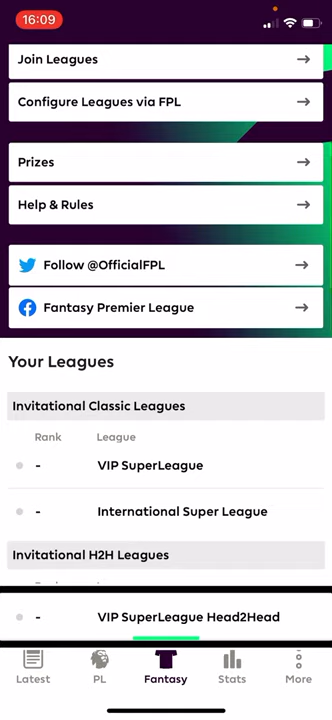 16:09
Join Leagues
Configure Leagues via FPL
Prizes
Help & Rules
Follow @OfficialFPL
Fantasy Premier League
Your Leagues
Invitational Classic Leagues
Rank League
- VIP SuperLeague
- International Super League
Invitational H2H Leagues
- VIP SuperLeague Head2Head
Latest PL Fantasy Stats More